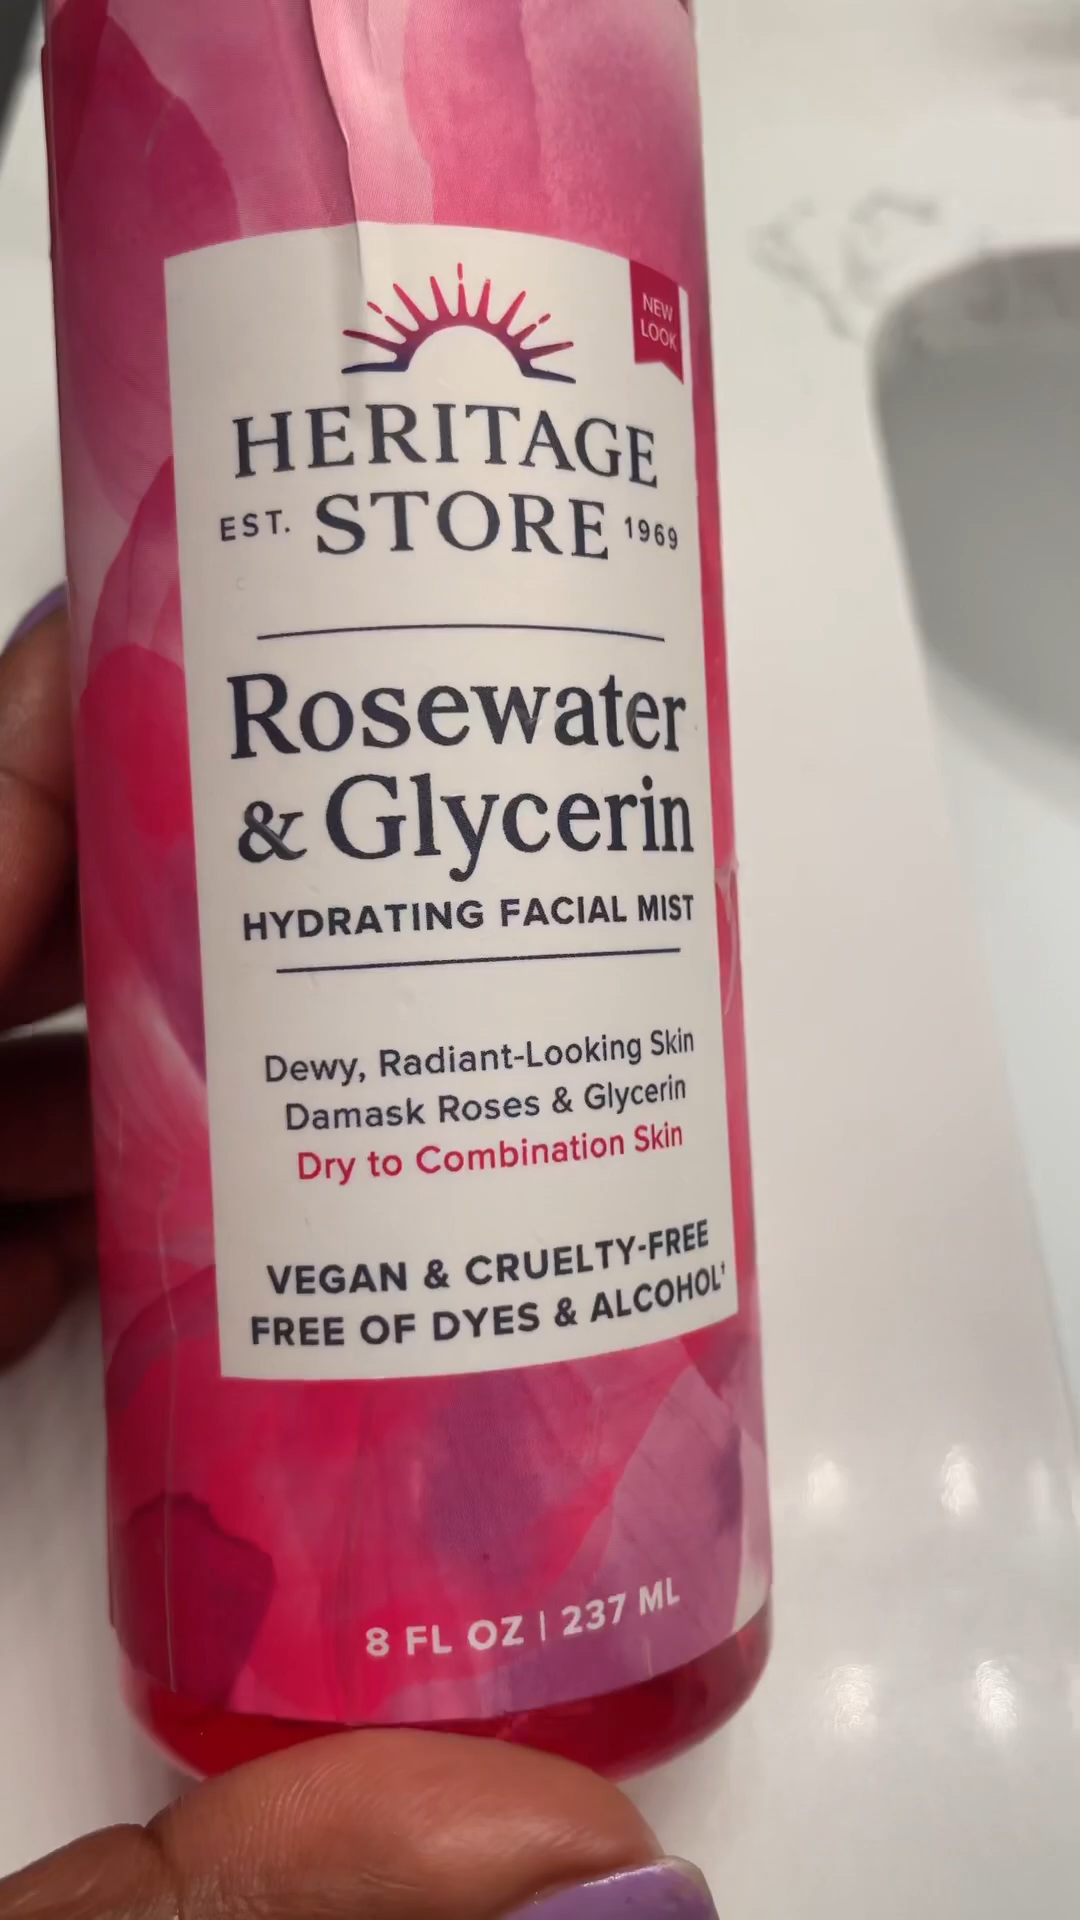 NEW
LOOK
HERITAGE
EST. STORE 1969
Rosewater
& Glycerin
HYDRATING FACIAL MIST
Dewy, Radiant-Looking Skin
Damask Roses & Glycerin
Dry to Combination Skin
VEGAN & CRUELTY-FREE
FREE OF DYES & ALCOHOL†
8 FL OZ | 237 ML